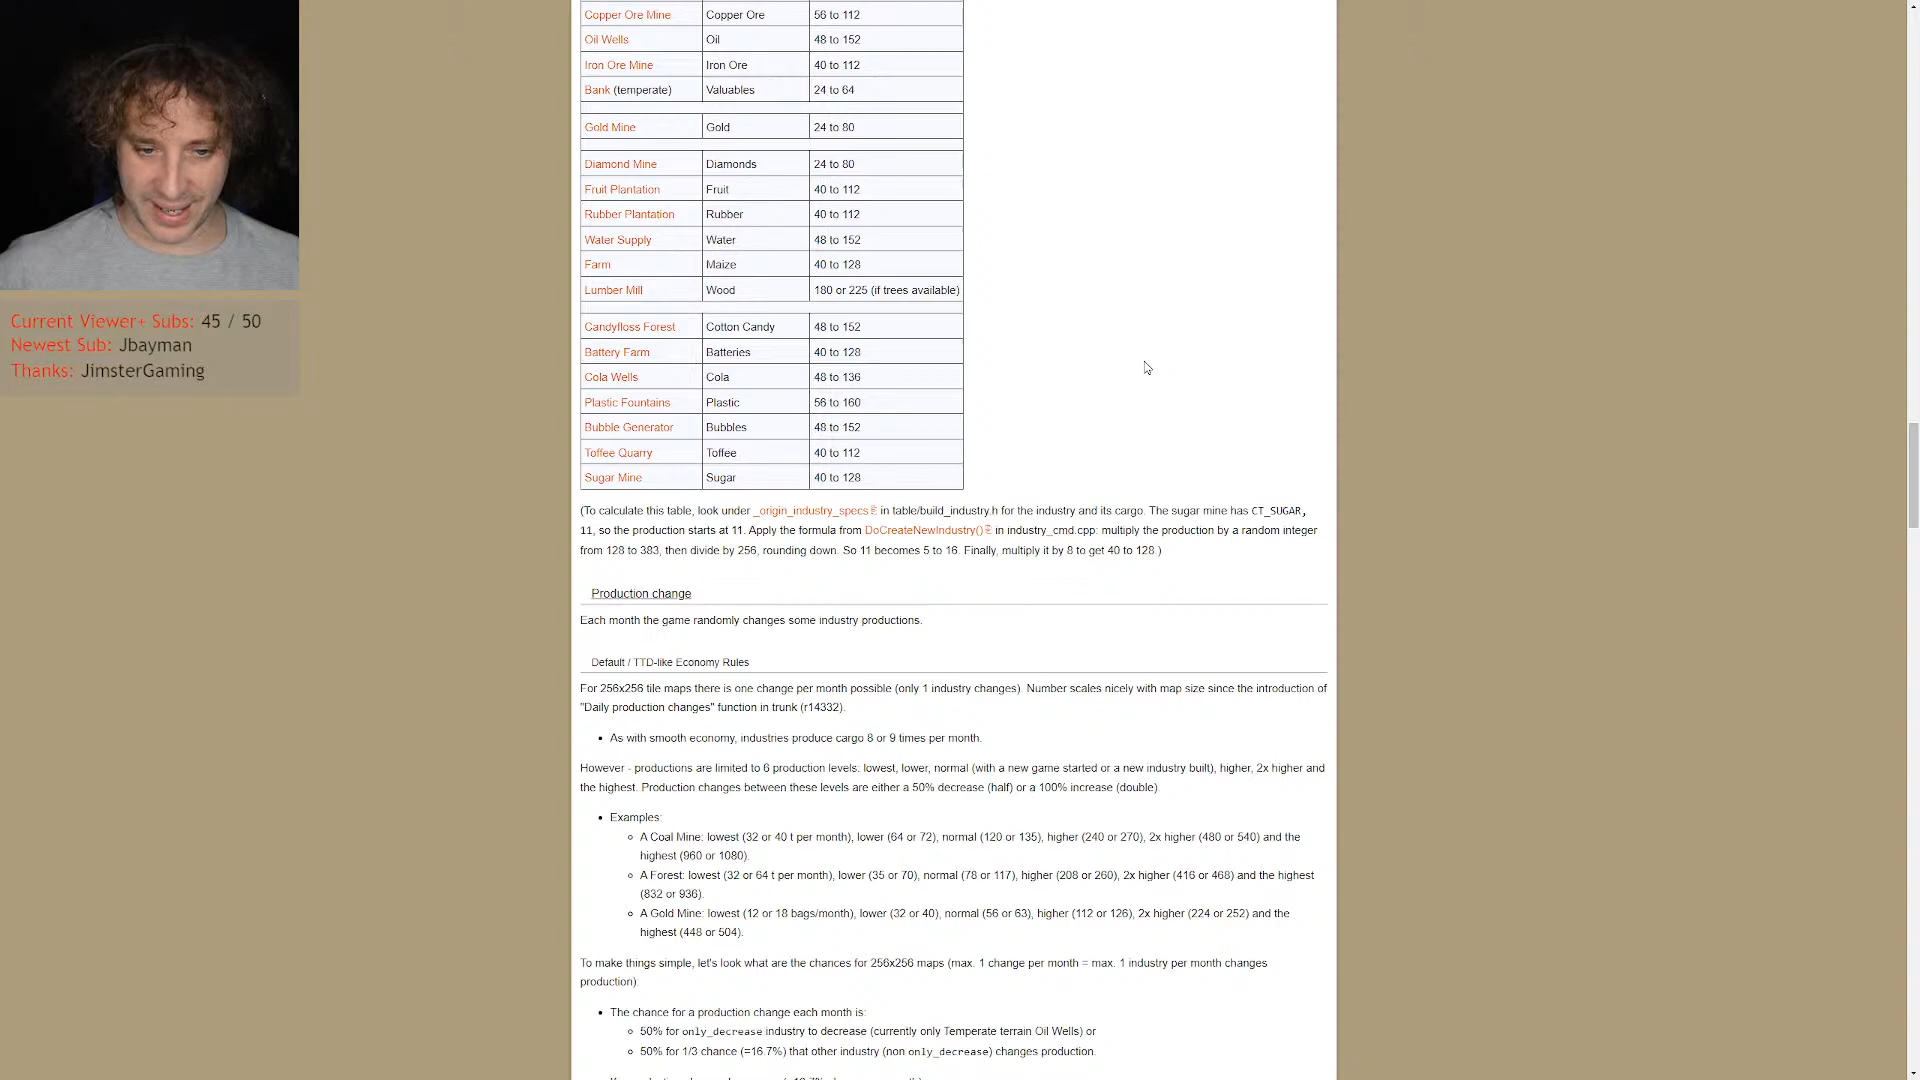 Copper Ore Mine Copper Ore 56 to 112
Oil Wells Oil 48 to 152
Iron Ore Mine Iron Ore 40 to 112
Bank (temperate) Valuables 24 to 64
Gold Mine Gold 24 to 80
Diamond Mine Diamonds 24 to 80
Fruit Plantation Fruit 40 to 112
Rubber Plantation Rubber 40 to 112
Water Supply Water 48 to 152
Farm Maize 40 to 128
Lumber Mill Wood 180 or 225 (if trees available)
Candyfloss Forest Cotton Candy 48 to 152
Battery Farm Batteries 40 to 128
Cola Wells Cola 48 to 136
Plastic Fountains Plastic 56 to 160
Bubble Generator Bubbles 48 to 152
Toffee Quarry Toffee 40 to 112
Sugar Mine Sugar 40 to 128
Current Viewer+ Subs: 45 / 50
Newest Sub: Jbayman
Thanks: JimsterGaming
(To calculate this table, look under _origin_industry_specs in table/build_industry.h for the industry and its cargo. The sugar mine has CT_SUGAR,
11, so the production starts at 11. Apply the formula from DoCreateNewIndustry() in industry_cmd.cpp: multiply the production by a random integer
from 128 to 383, then divide by 256, rounding down. So 11 becomes 5 to 16. Finally, multiply it by 8 to get 40 to 128.)
Production change
Each month the game randomly changes some industry productions.
Default / TTD-like Economy Rules
For 256x256 tile maps there is one change per month possible (only 1 industry changes). Number scales nicely with map size since the introduction of
"Daily production changes" function in trunk (r14332).
• As with smooth economy, industries produce cargo 8 or 9 times per month.
However - productions are limited to 6 production levels: lowest, lower, normal (with a new game started or a new industry built), higher, 2x higher and
the highest. Production changes between these levels are either a 50% decrease (half) or a 100% increase (double).
• Examples:
◦ A Coal Mine: lowest (32 or 40 t per month), lower (64 or 72), normal (120 or 135), higher (240 or 270), 2x higher (480 or 540) and the
highest (960 or 1080).
◦ A Forest: lowest (32 or 64 t per month), lower (35 or 70), normal (78 or 117), higher (208 or 260), 2x higher (416 or 468) and the highest
(832 or 936).
◦ A Gold Mine: lowest (12 or 18 bags/month), lower (32 or 40), normal (56 or 63), higher (112 or 126), 2x higher (224 or 252) and the
highest (448 or 504).
To make things simple, let's look what are the chances for 256x256 maps (max. 1 change per month = max. 1 industry per month changes
production):
• The chance for a production change each month is:
◦ 50% for only_decrease industry to decrease (currently only Temperate terrain Oil Wells) or
◦ 50% for 1/3 chance (=16.7%) that other industry (non only_decrease) changes production.